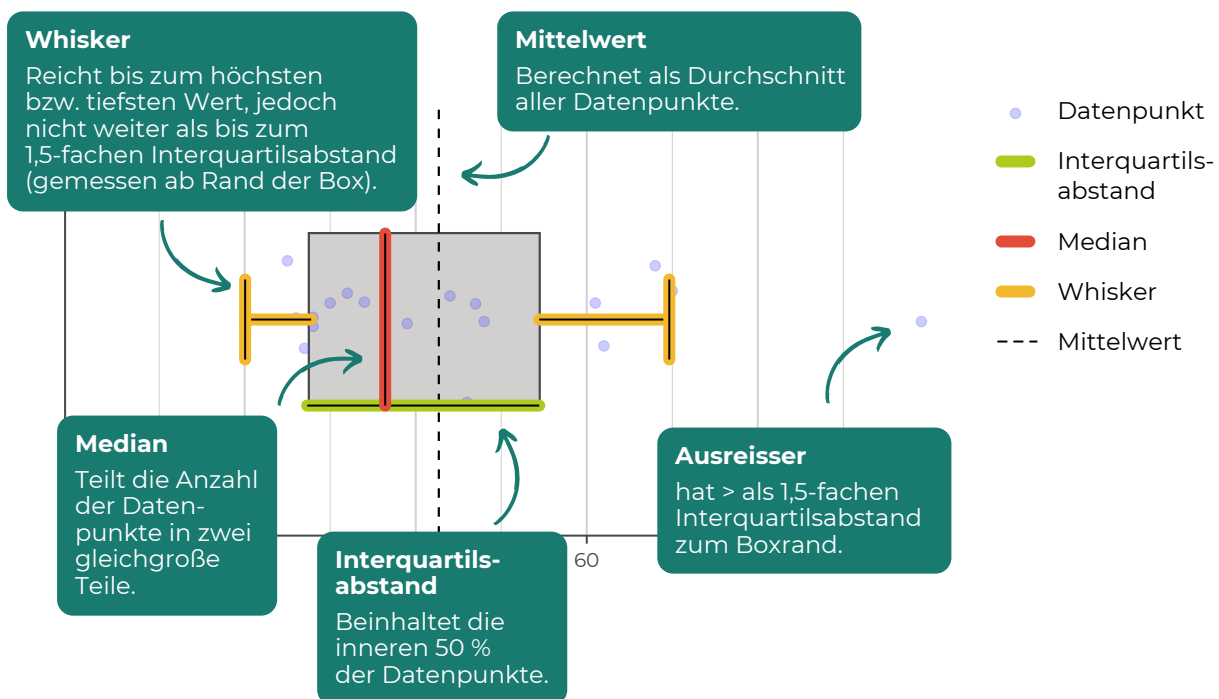 Whisker
Reicht bis zum höchsten
bzw. tiefsten Wert, jedoch
nicht weiter als bis zum
1,5-fachen Interquartilsabstand
(gemessen ab Rand der Box).
Mittelwert
Berechnet als Durchschnitt
aller Datenpunkte.
Datenpunkt
Interquartils-
abstand
Median
Whisker
Mittelwert
Median
Teilt die Anzahl
der Daten-
punkte in zwei
gleichgroße
Teile.
Interquartils-
abstand
Beinhaltet die
inneren 50 %
der Datenpunkte.
60
Ausreisser
hat > als 1,5-fachen
Interquartilsabstand
zum Boxrand.